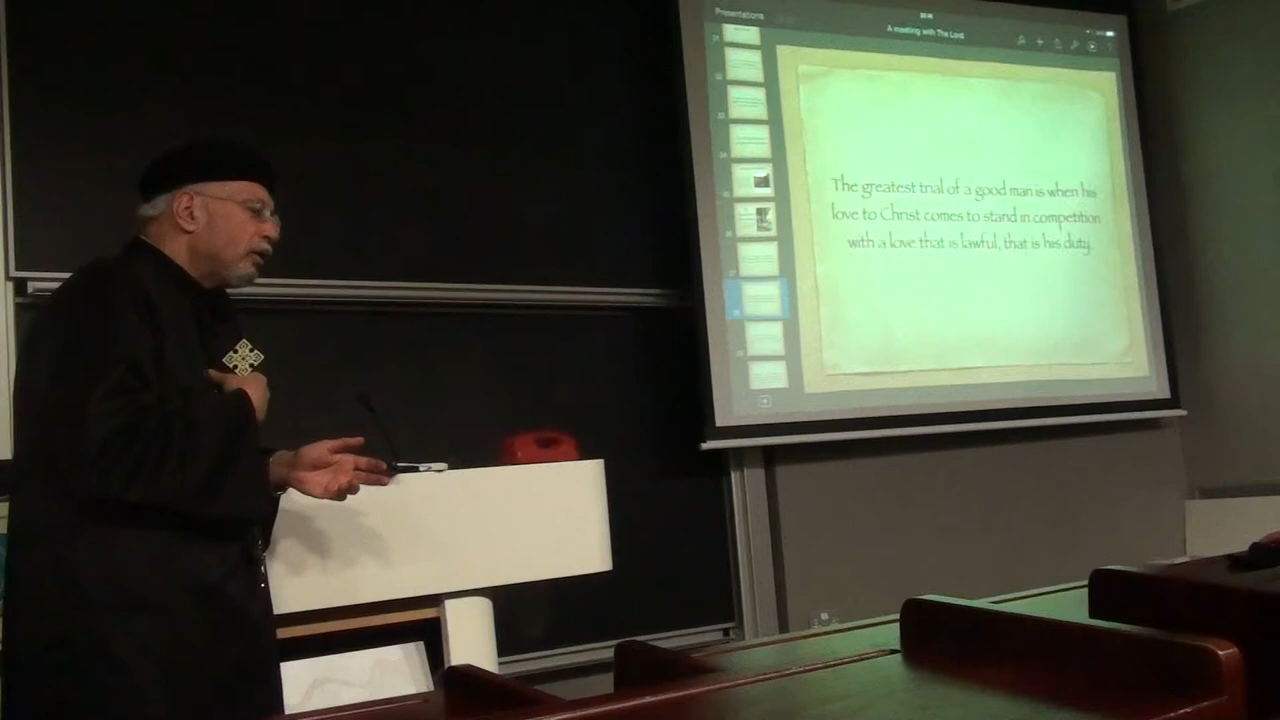 Presentations
A meeting with The Lord
The greatest trial of a good man is when his
love to Christ comes to stand in competition
with a love that is lawful, that is his duty.